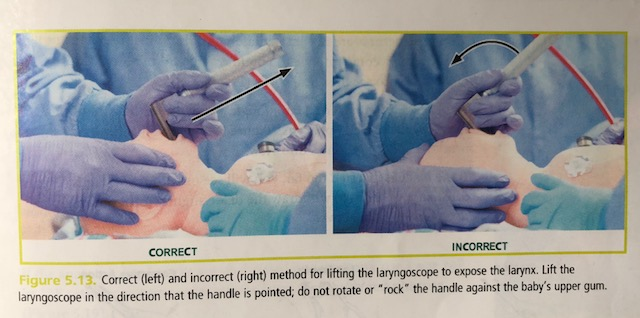 CORRECT
INCORRECT
Figure 5.13. Correct (left) and incorrect (right) method for lifting the laryngoscope to expose the larynx. Lift the
laryngoscope in the direction that the handle is pointed; do not rotate or "rock" the handle against the baby's upper gum.